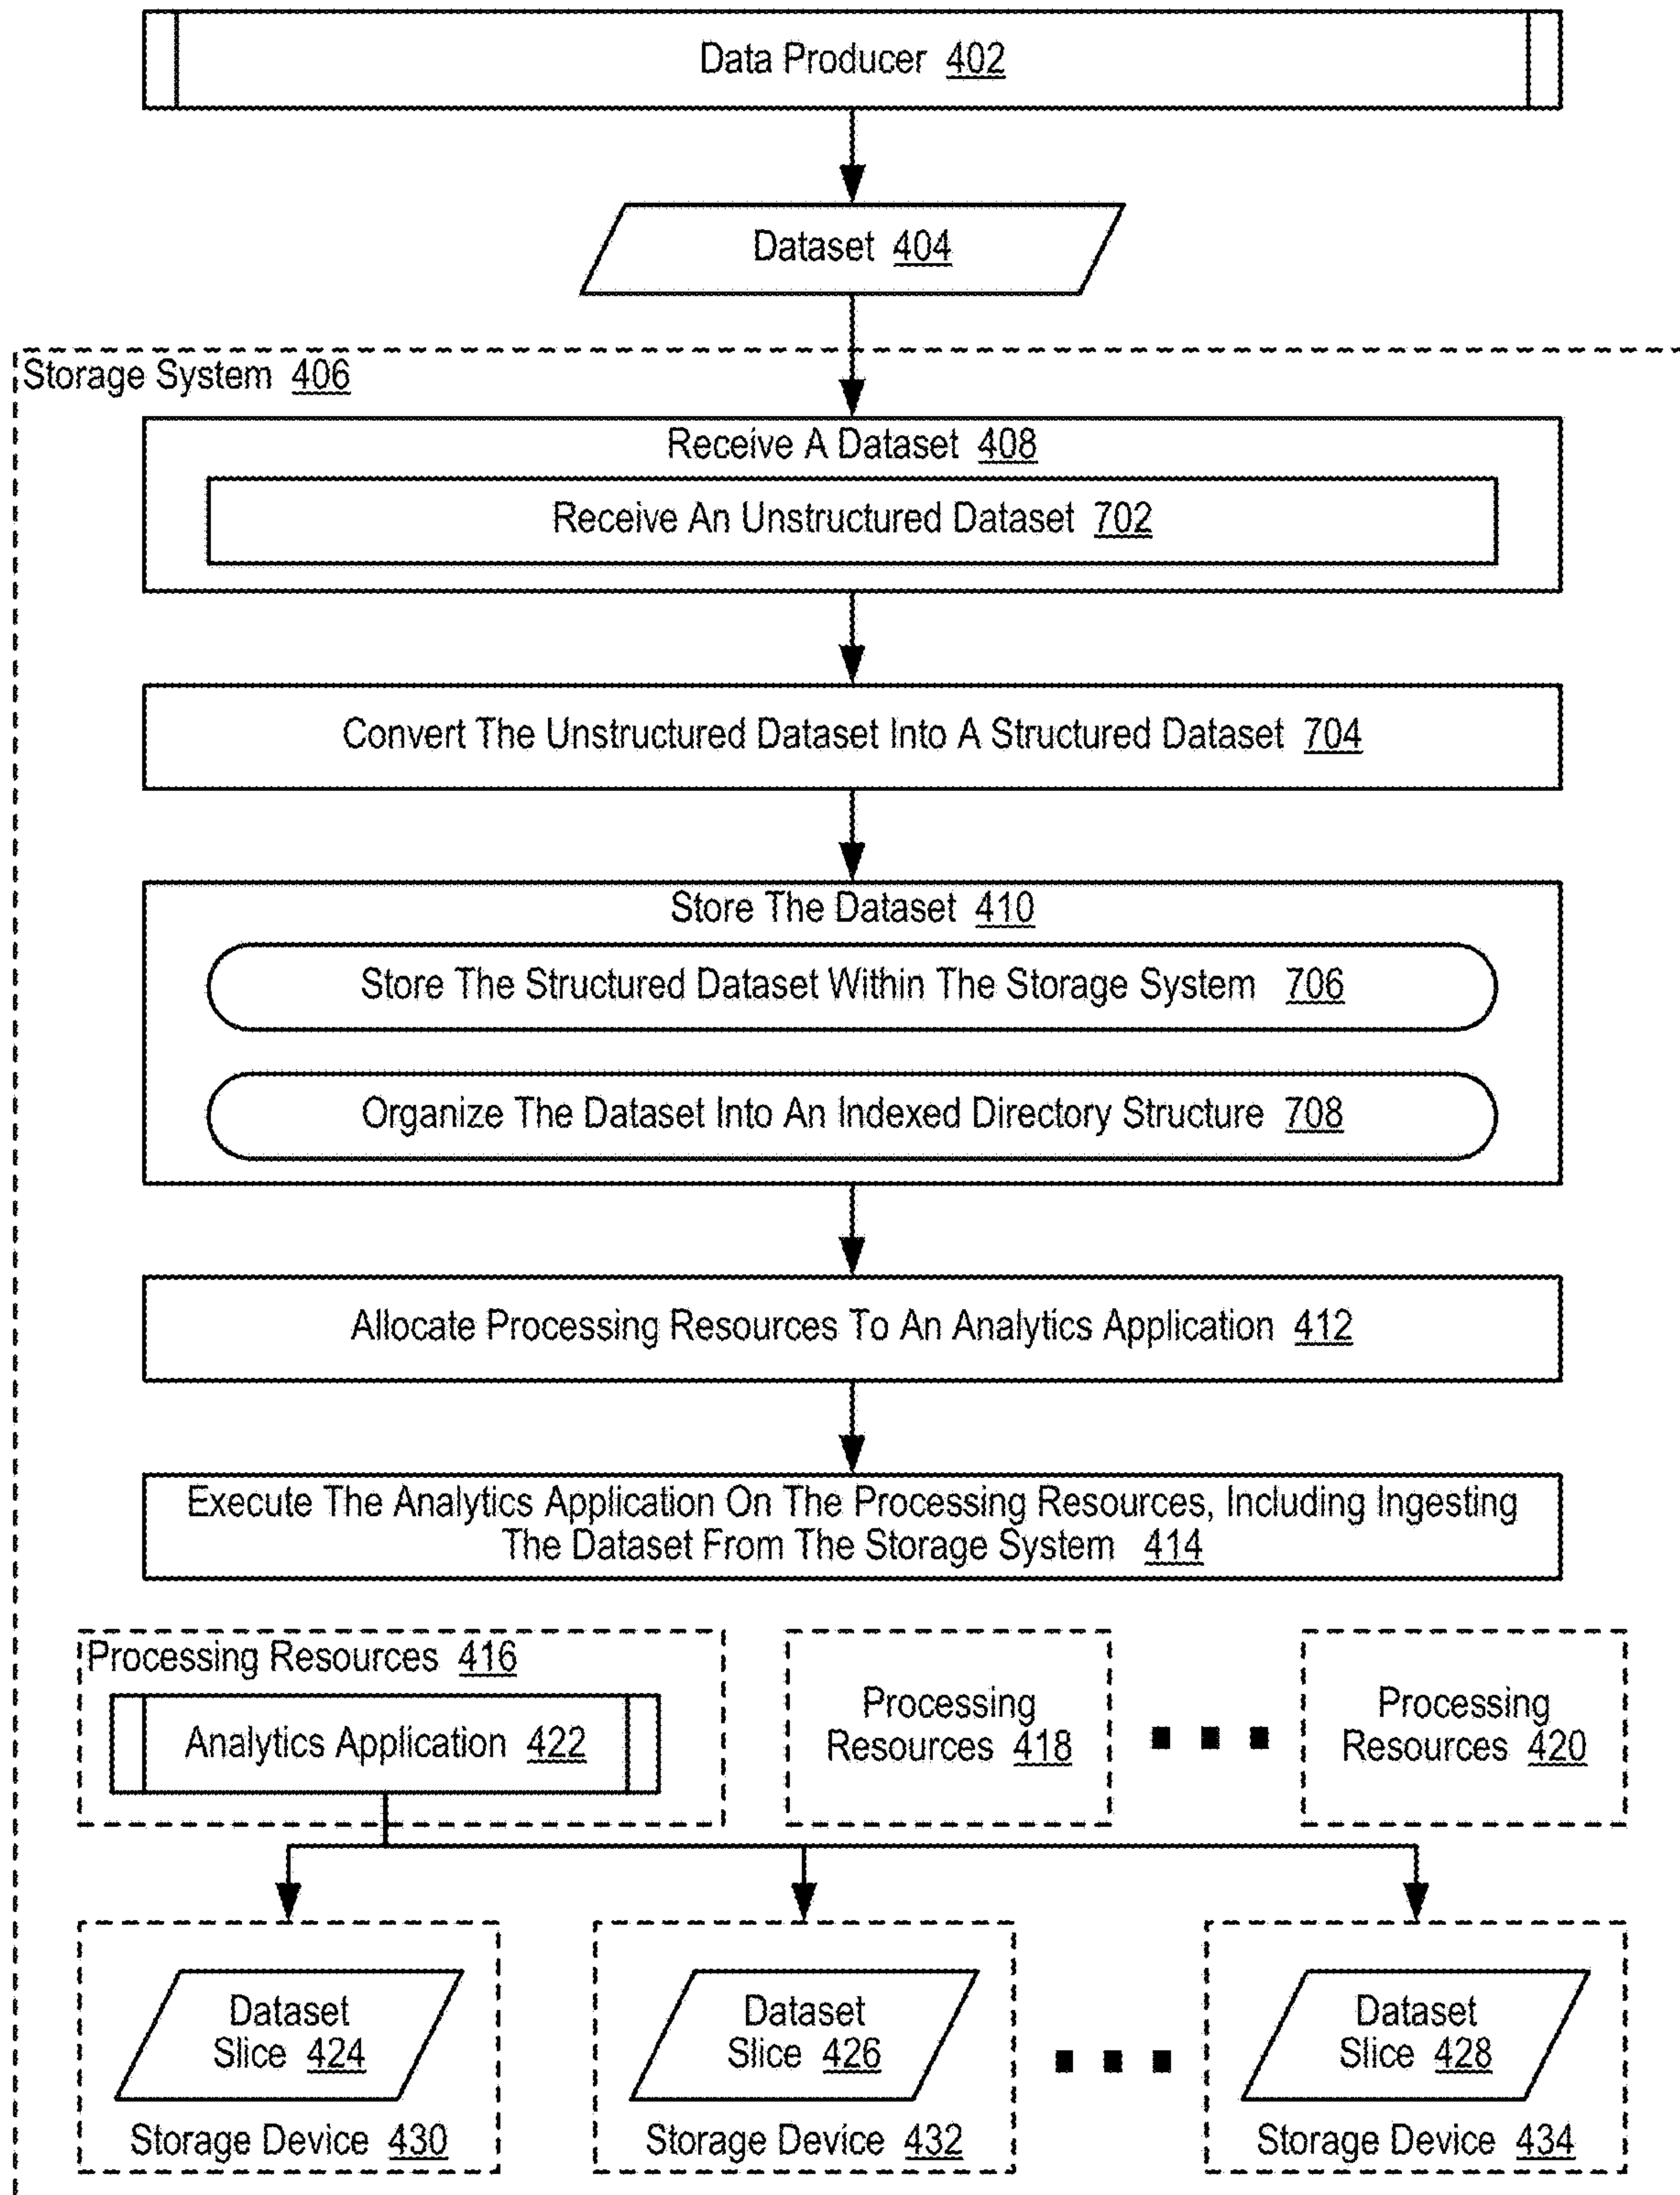 Data Producer 402
Dataset 404
Storage System 406
Receive A Dataset 408
Receive An Unstructured Dataset 702
Convert The Unstructured Dataset Into A Structured Dataset 704
Store The Dataset 410
Store The Structured Dataset Within The Storage System 706
Organize The Dataset Into An Indexed Directory Structure 708
Allocate Processing Resources To An Analytics Application 412
Execute The Analytics Application On The Processing Resources, Including Ingesting
The Dataset From The Storage System 414
Processing Resources 416
Analytics Application 422
Processing
Resources 418
Processing
Resources 420
Dataset
Slice 424
Storage Device 430
Dataset
Slice 426
Storage Device 432
Dataset
Slice 428
Storage Device 434